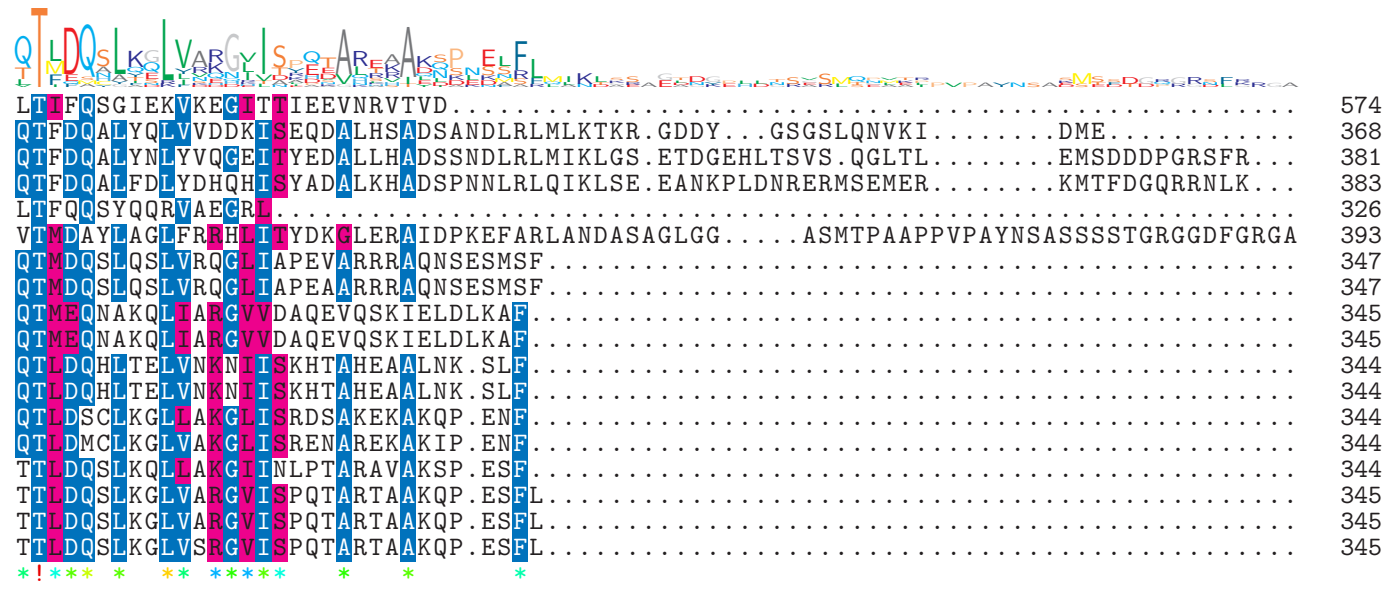 LTIFQSGIEKVKEGITTIEEVNRVTVD..................................................... 574
QTFDQALYQLVVDDKISEQDALHSADSANDLRLMLKTKR.GDDY...GSGSLQNVKI........DME............ 368
QTFDQALYNLYVQGEITYEDALLHADSSNDLRLMIKLGS.ETDGEHLTSVS.QGLTL........EMSDDDPGRSFR... 381
QTFDQALFDLYDHQHISYADALKHADSPNNLRLQIKLSE.EANKPLDNRERMSEMER........KMTFDGQRRNLK... 383
LTFQQSYQQRVAEGRL................................................................ 326
VTMDAYLAGLFRRHLITYDKGLERAIDPKEFARLANDASAGLGG.....ASMTPAAPPVPAYNSASSSSTGRGGDFGRGA 393
QTMDQSLQSLVRQGLIAPEVARRRAQNSESMSF............................................... 347
QTMDQSLQSLVRQGLIAPEAARRRAQNSESMSF............................................... 347
QTMEQNAKQLIARGVVDAQEVQSKIELDLKAF................................................ 345
QTMEQNAKQLIARGVVDAQEVQSKIELDLKAF................................................ 345
QTLDQHLTELVNKNIISKHTAHEAALNK.SLF................................................ 344
QTLDQHLTELVNKNIISKHTAHEAALNK.SLF................................................ 344
QTLDSCLKGLLAKGLISRDSAKEKAKQP.ENF................................................ 344
QTLDMCLKGLVAKGLISRENAREKAKIP.ENF................................................ 344
TTLDQSLKQLLAKGIINLPTARAVAKSP.ESF................................................ 344
TTLDQSLKGLVARGVISPQTARTAAKQP.ESFL............................................... 345
TTLDQSLKGLVARGVISPQTARTAAKQP.ESFL............................................... 345
TTLDQSLKGLVSRGVISPQTARTAAKQP.ESFL............................................... 345
*!*** *  ** *****   *   *      *